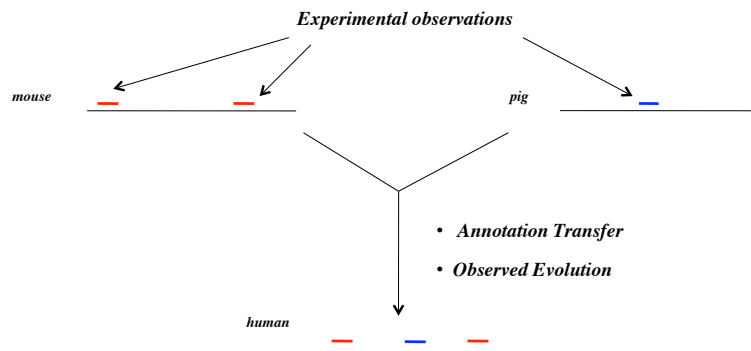 Experimental observations
mouse
pig
• Annotation Transfer
• Observed Evolution
human